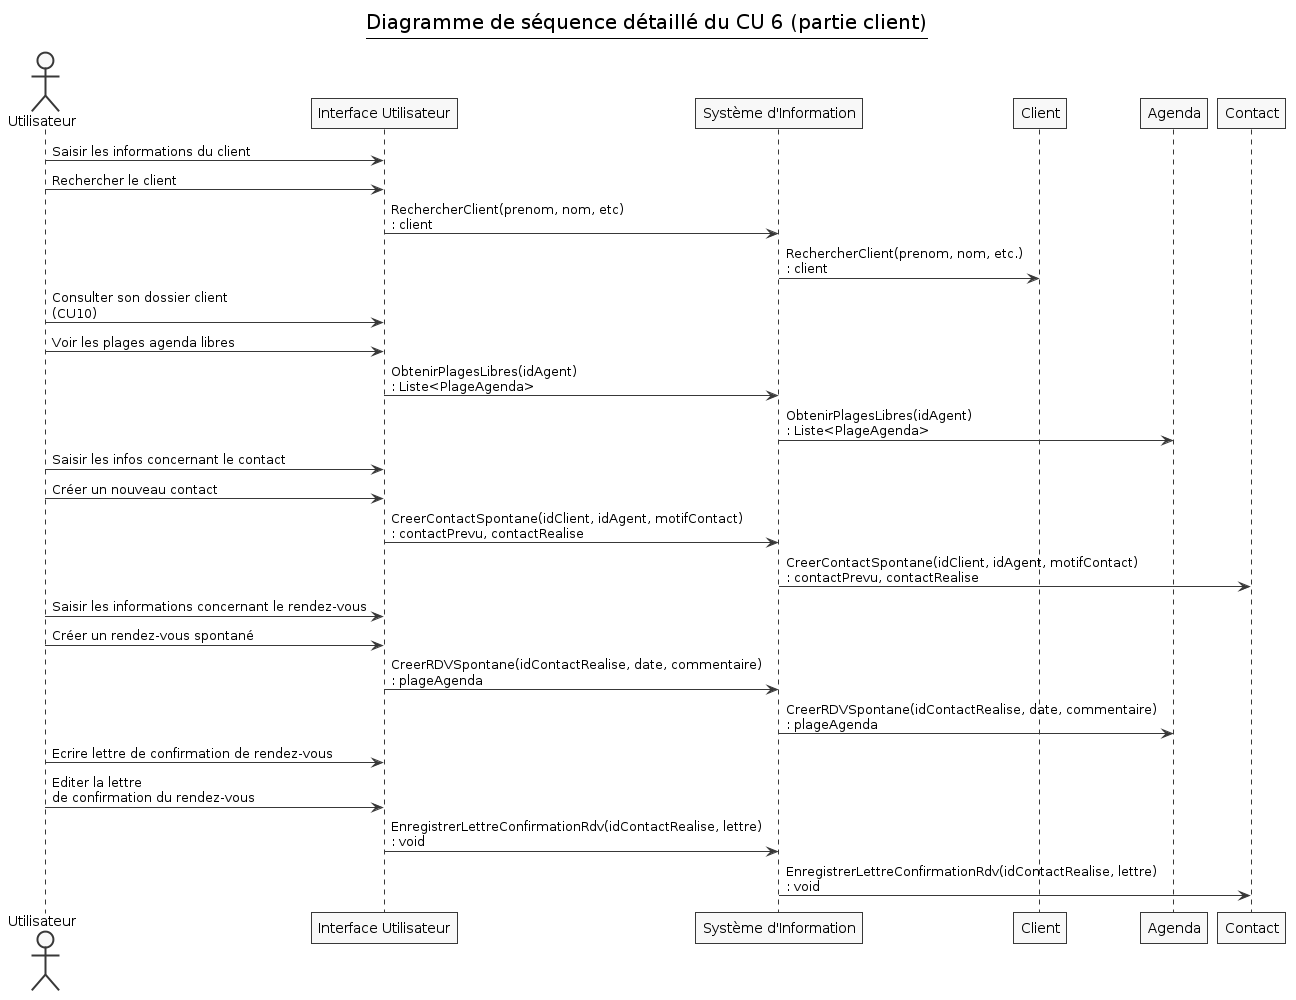 Diagramme de séquence détaillé du CU 6 (partie client)
Utilisateur
Interface Utilisateur
Système d'Information
Client
Agenda
Contact
Saisir les informations du client
Rechercher le client
RechercherClient(prenom, nom, etc)
: client
RechercherClient(prenom, nom, etc.)
: client
Consulter son dossier client
(CU10)
Voir les plages agenda libres
ObtenirPlagesLibres(idAgent)
: Liste<PlageAgenda>
ObtenirPlagesLibres(idAgent)
: Liste<PlageAgenda>
Saisir les infos concernant le contact
Créer un nouveau contact
CreerContactSpontane(idClient, idAgent, motifContact)
: contactPrevu, contactRealise
CreerContactSpontane(idClient, idAgent, motifContact)
: contactPrevu, contactRealise
Saisir les informations concernant le rendez-vous
Créer un rendez-vous spontané
CreerRDVSpontane(idContactRealise, date, commentaire)
: plageAgenda
CreerRDVSpontane(idContactRealise, date, commentaire)
: plageAgenda
Ecrire lettre de confirmation de rendez-vous
Editer la lettre
de confirmation du rendez-vous
EnregistrerLettreConfirmationRdv(idContactRealise, lettre)
: void
EnregistrerLettreConfirmationRdv(idContactRealise, lettre)
: void
Utilisateur
Interface Utilisateur
Système d'Information
Client
Agenda
Contact